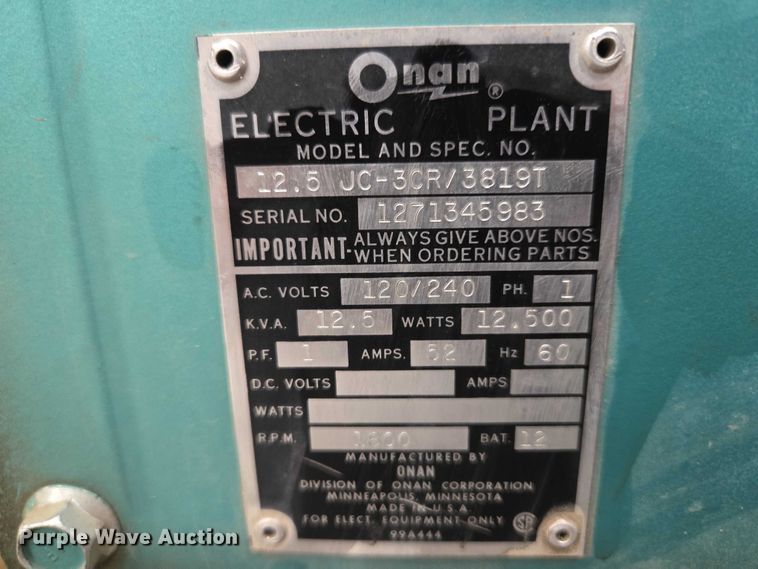 Onan ®
ELECTRIC PLANT
MODEL AND SPEC. NO.
12.5 JC-3CR/3819T
SERIAL NO. 1271345983
IMPORTANT- ALWAYS GIVE ABOVE NOS.
WHEN ORDERING PARTS
A.C. VOLTS 120/240 PH. 1
K.V.A. 12.5 WATTS 12.500
P.F. 1 AMPS. 52 Hz 60
D.C. VOLTS AMPS
WATTS
R.P.M. 1800 BAT. 12
MANUFACTURED BY
ONAN
DIVISION OF ONAN CORPORATION
MINNEAPOLIS, MINNESOTA
MADE IN U.S.A.
FOR ELECT. EQUIPMENT ONLY SA
99A444
Purple Wave Auction